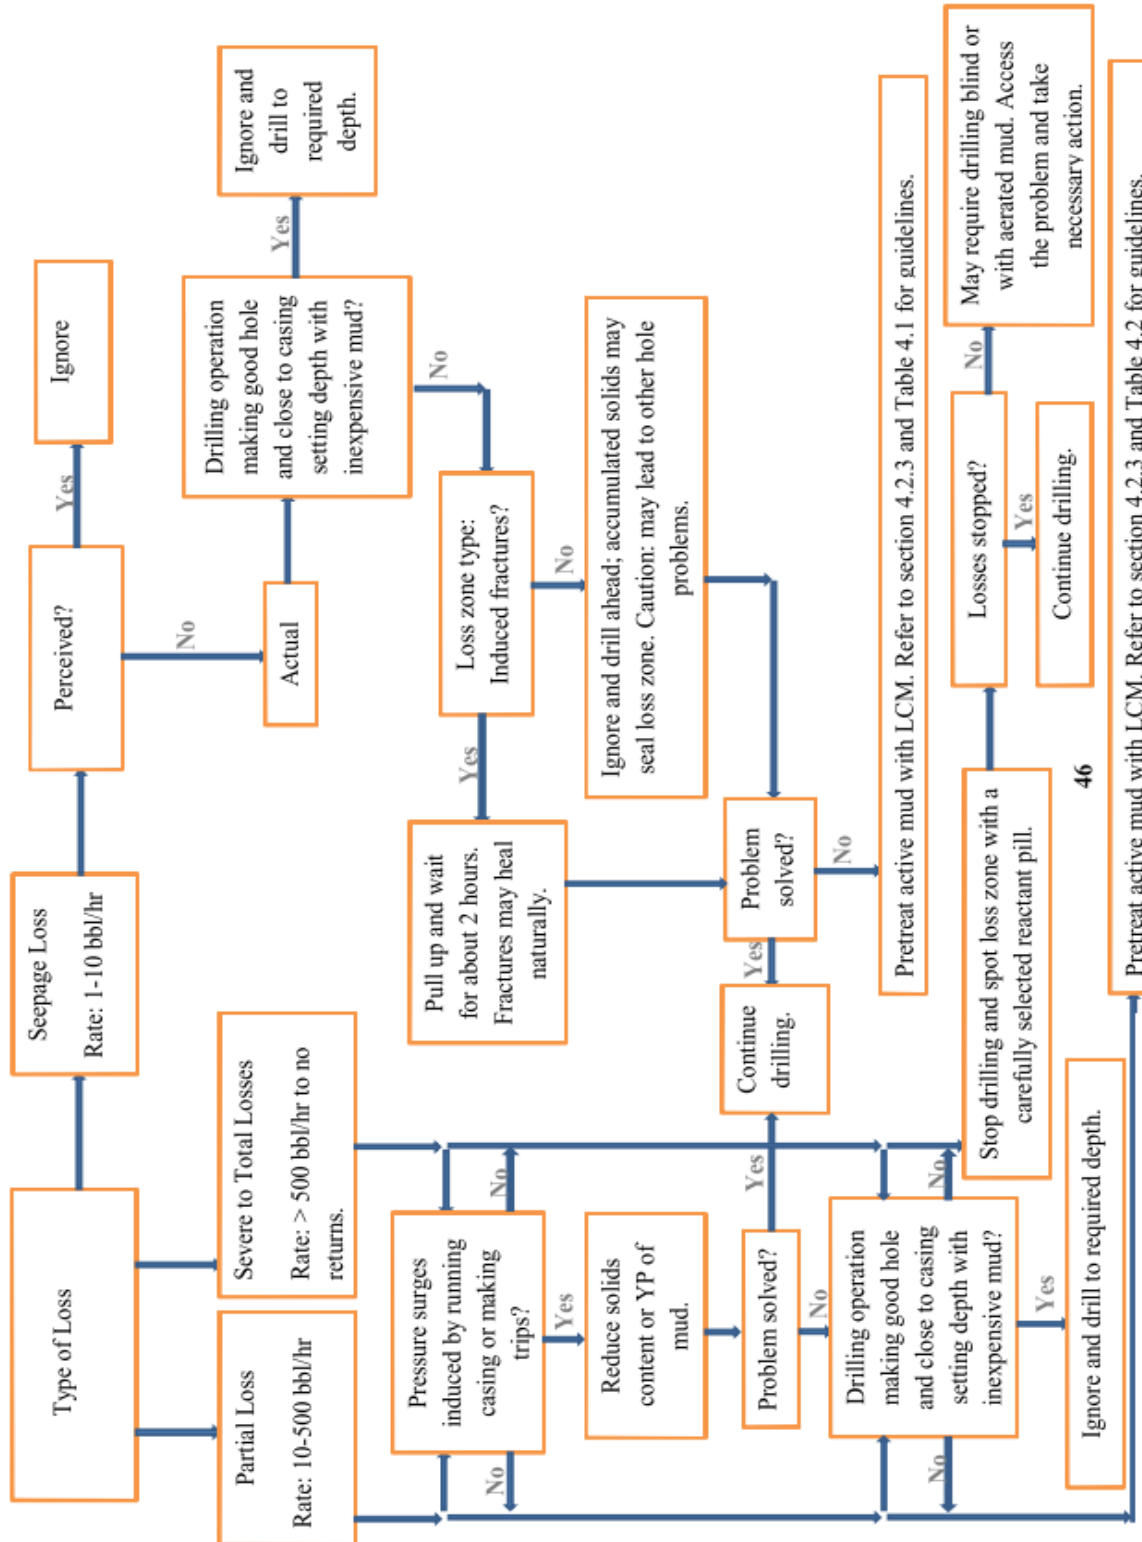 Type of Loss
Seepage Loss
Rate: 1-10 bbl/hr
Perceived?
Yes
Ignore
No
Actual
Drilling operation
making good hole
and close to casing
setting depth with
inexpensive mud?
Yes
Ignore and
drill to
required
depth.
No
Loss zone type:
Induced fractures?
Yes
Pull up and wait
for about 2 hours.
Fractures may heal
naturally.
No
Ignore and drill ahead; accumulated solids may
seal loss zone. Caution: may lead to other hole
problems.
Problem
solved?
Yes
Continue
drilling.
No
Pretreat active mud with LCM. Refer to section 4.2.3 and Table 4.1 for guidelines.
Partial Loss
Rate: 10-500 bbl/hr
Severe to Total Losses
Rate: > 500 bbl/hr to no
returns.
Pressure surges
induced by running
casing or making
trips?
No
No
Yes
Reduce solids
content or YP of
mud.
Problem solved?
Yes
No
Drilling operation
making good hole
and close to casing
setting depth with
inexpensive mud?
No
No
Yes
Ignore and drill to required depth.
Stop drilling and spot loss zone with a
carefully selected reactant pill.
Losses stopped?
No
May require drilling blind or
with aerated mud. Access
the problem and take
necessary action.
Yes
Continue drilling.
46
Pretreat active mud with LCM. Refer to section 4.2.3 and Table 4.2 for guidelines.